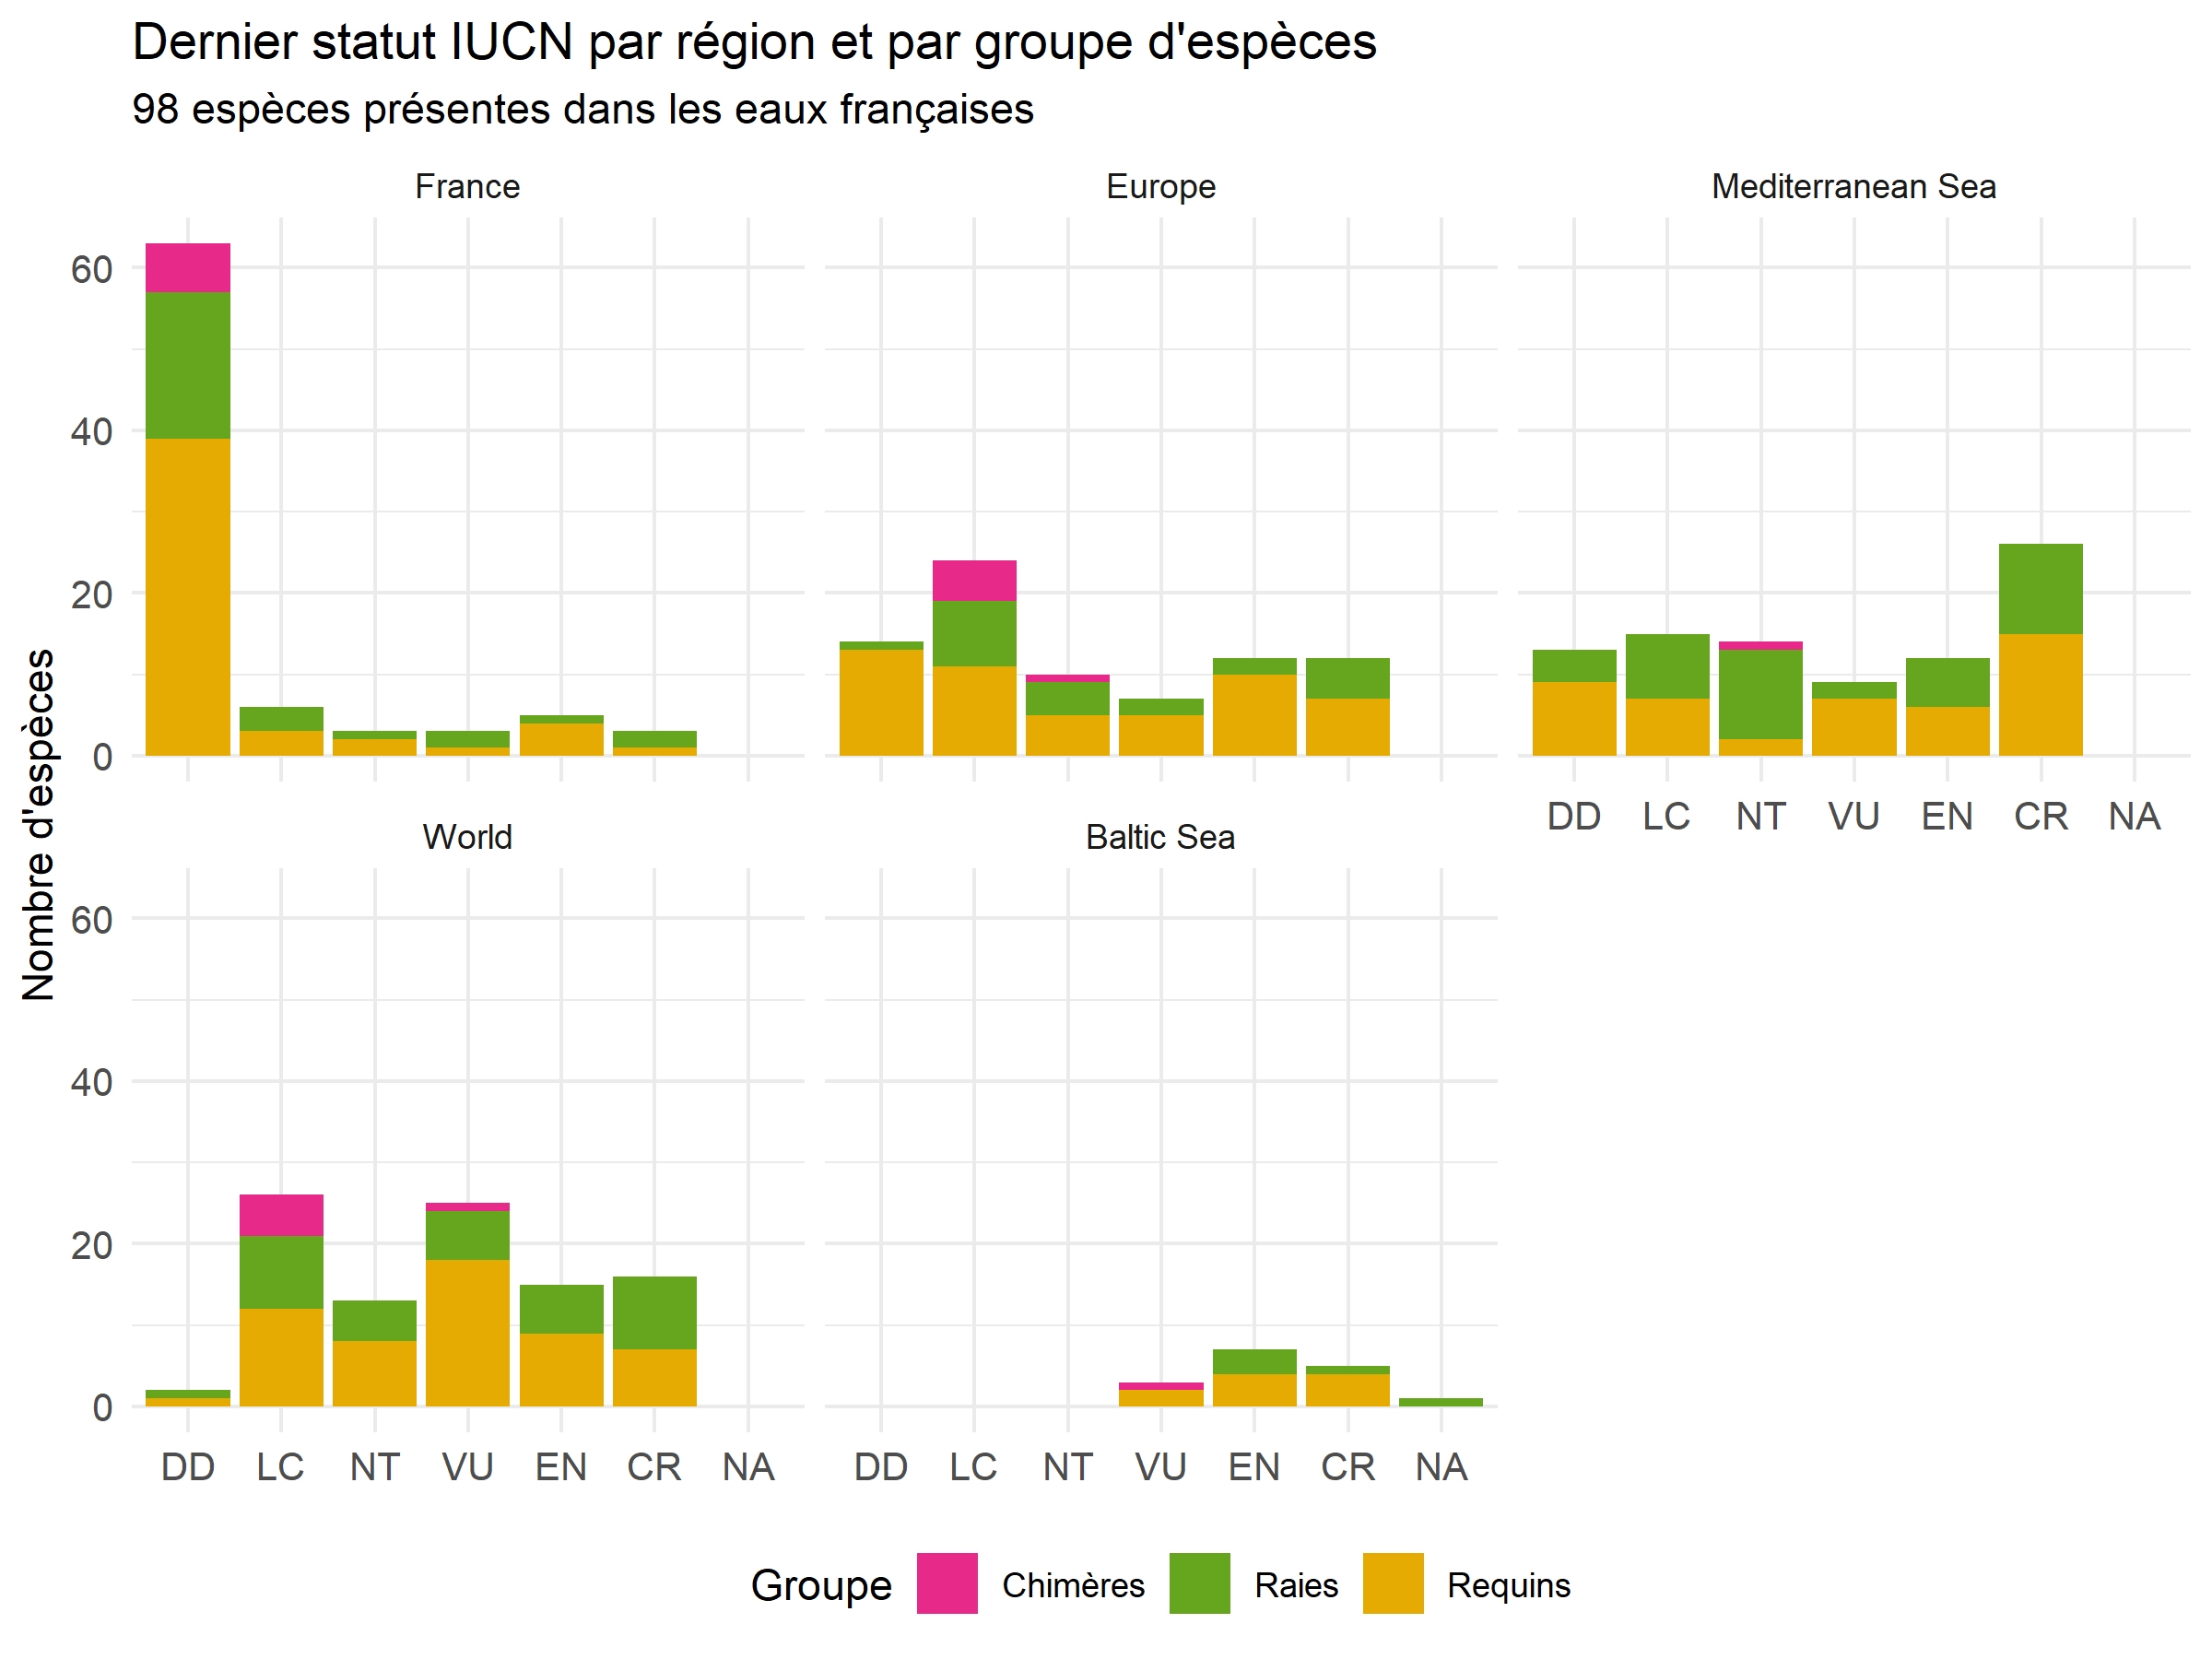 Dernier statut IUCN par région et par groupe d'espèces
98 espèces présentes dans les eaux françaises
France
Europe
Mediterranean Sea
60
40
20
0
DD LC NT VU EN CR NA
Nombre d'espèces
World
Baltic Sea
60
40
20
0
DD LC NT VU EN CR NA
DD LC NT VU EN CR NA
Groupe Chimères Raies Requins